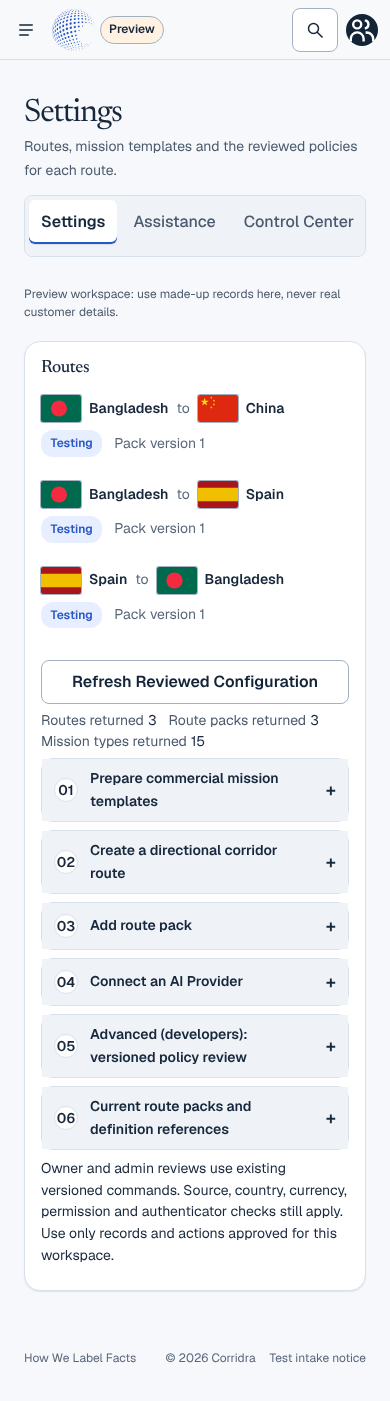 Preview
Settings
Routes, mission templates and the reviewed policies
for each route.
Settings Assistance Control Center
Preview workspace: use made-up records here, never real
customer details.
Routes
Bangladesh to China
Testing Pack version 1
Bangladesh to Spain
Testing Pack version 1
Spain to Bangladesh
Testing Pack version 1
Refresh Reviewed Configuration
Routes returned 3 Route packs returned 3
Mission types returned 15
01 Prepare commercial mission
templates +
02 Create a directional corridor
route +
03 Add route pack +
04 Connect an AI Provider +
05 Advanced (developers):
versioned policy review +
06 Current route packs and
definition references +
Owner and admin reviews use existing
versioned commands. Source, country, currency,
permission and authenticator checks still apply.
Use only records and actions approved for this
workspace.
How We Label Facts © 2026 Corridra Test intake notice